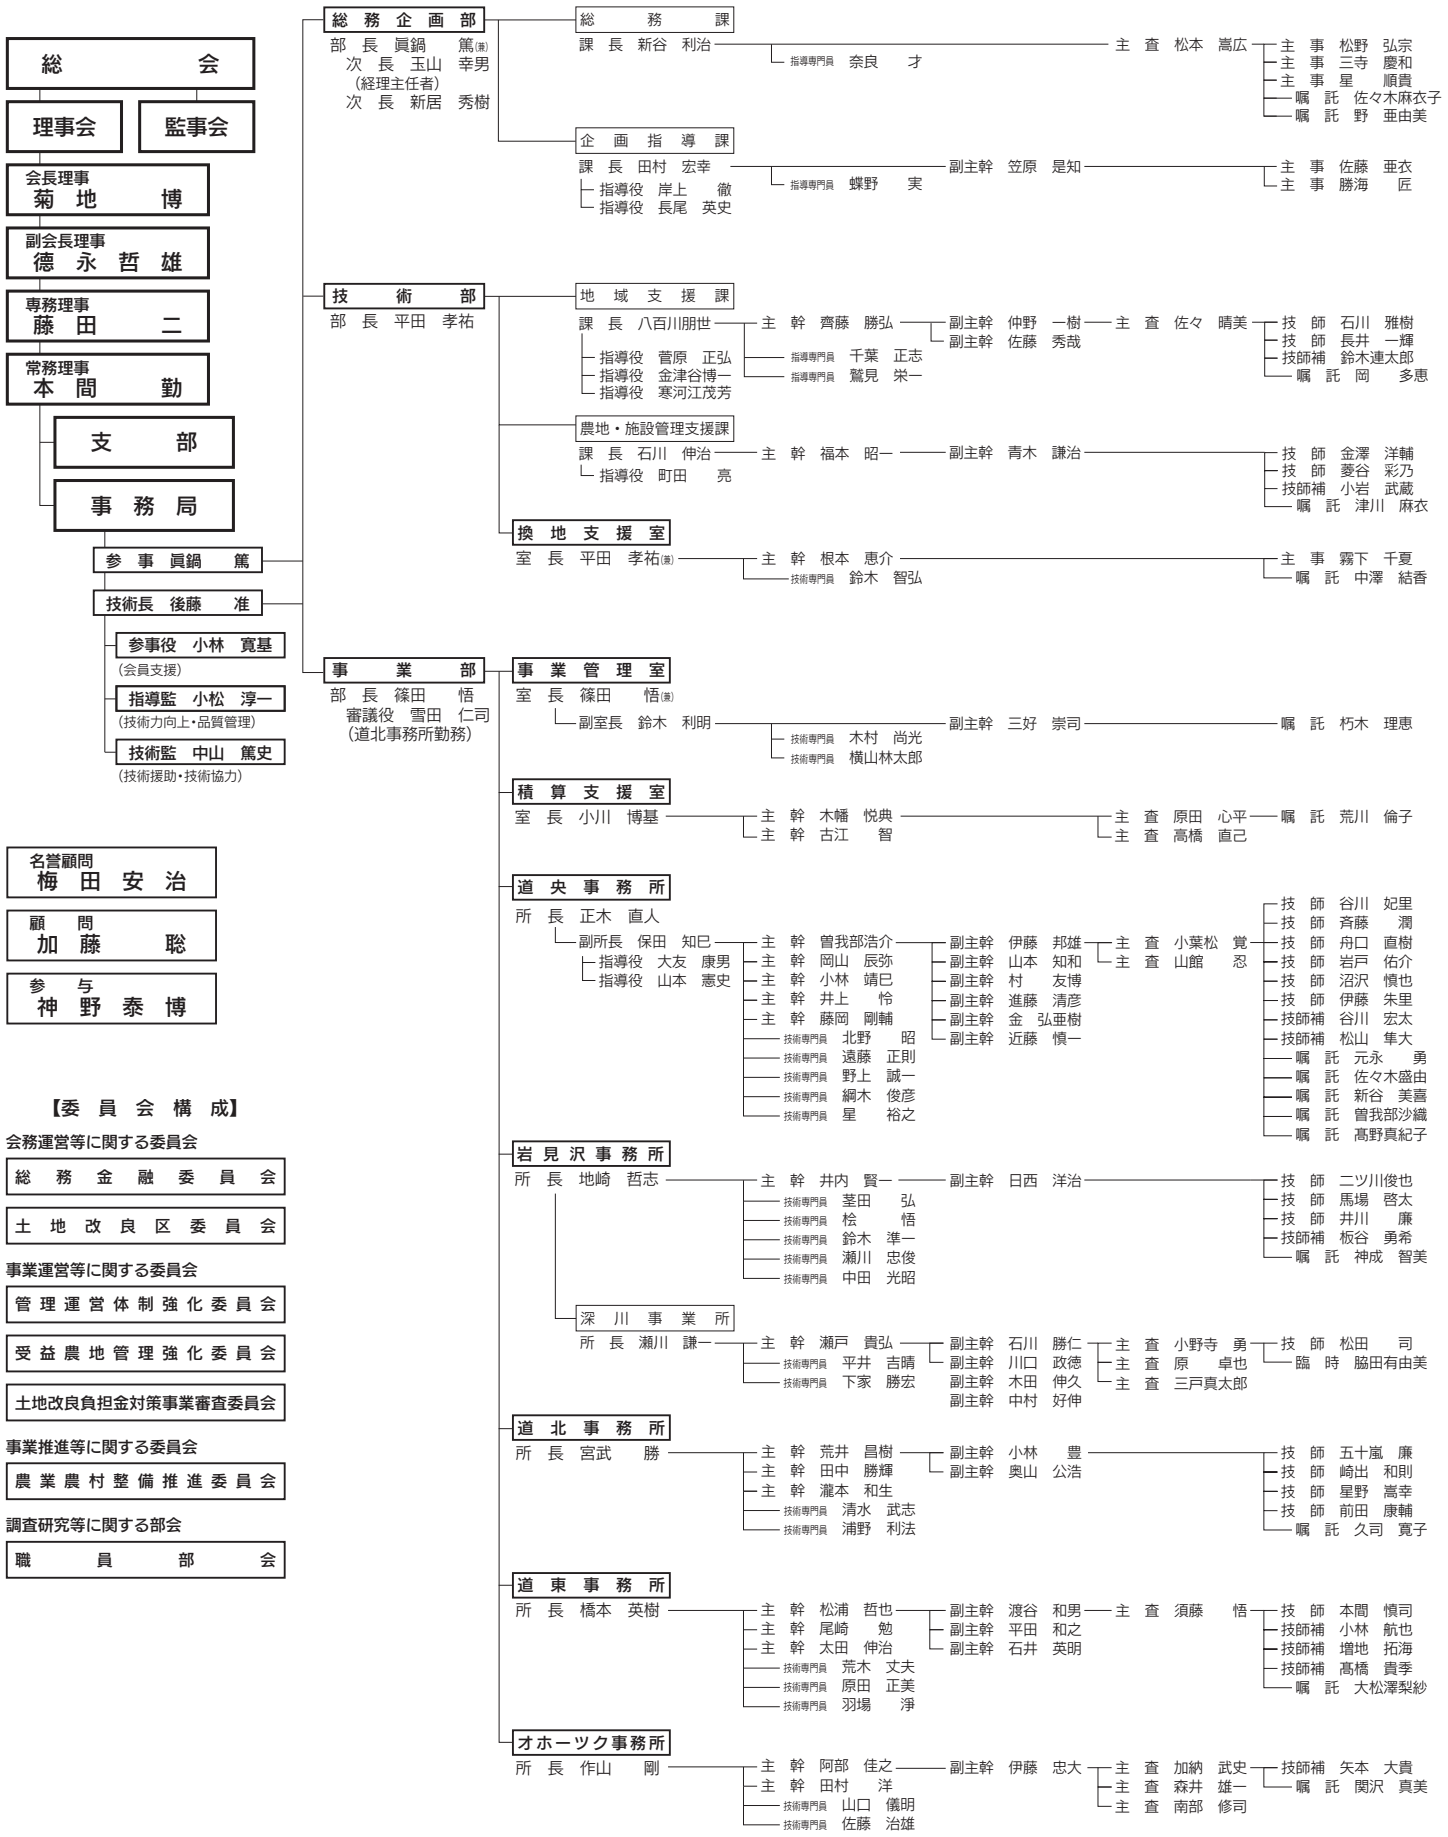 総会
理事会
監事会
会長理事
菊地 博
副会長理事
德永哲雄
専務理事
藤田 二
常務理事
本間 勤
支部
事務局
参事 眞鍋 篤
技術長 後藤 准
参事役 小林 寛基
(会員支援)
指導監 小松 淳一
(技術力向上・品質管理)
技術監 中山 篤史
(技術援助・技術協力)
名誉顧問
梅田安治
顧問
加藤 聡
参与
神野泰博
【委員会構成】
会務運営等に関する委員会
総務金融委員会
土地改良区委員会
事業運営等に関する委員会
管理運営体制強化委員会
受益農地管理強化委員会
土地改良負担金対策事業審査委員会
事業推進等に関する委員会
農業農村整備推進委員会
調査研究等に関する部会
職員部会
総務企画部
部長 眞鍋 篤㈱
次長 玉山 幸男
(経理主任者)
次長 新居 秀樹
総務課
課長 新谷 利治
指導専門員 奈良 才
主査 松本 嵩広
主事 松野 弘宗
主事 三寺 慶和
主事 星 順貴
嘱託 佐々木麻衣子
嘱託 野 亜由美
企画指導課
課長 田村 宏幸
指導役 岸上 徹
指導役 長尾 英史
指導専門員 蝶野 実
副主幹 笠原 是知
主事 佐藤 亜衣
主事 勝海 匠
技術部
部長 平田 孝祐
地域支援課
課長 八百川朋世
指導役 菅原 正弘
指導役 金津谷博一
指導役 寒河江茂芳
主幹 齊藤 勝弘
指導専門員 千葉 正志
指導専門員 鷲見 栄一
副主幹 仲野 一樹
副主幹 佐藤 秀哉
主査 佐々 晴美
技師 石川 雅樹
技師 長井 一輝
技師補 鈴木連太郎
嘱託 岡 多恵
農地・施設管理支援課
課長 石川 伸治
指導役 町田 亮
主幹 福本 昭一
副主幹 青木 謙治
技師 金澤 洋輔
技師 菱谷 彩乃
技師補 小岩 武蔵
嘱託 津川 麻衣
換地支援室
室長 平田 孝祐(兼)
主幹 根本 恵介
技術専門員 鈴木 智弘
主事 霧下 千夏
嘱託 中澤 結香
事業部
部長 篠田 悟
審議役 雪田 仁司
(道北事務所勤務)
事業管理室
室長 篠田 悟(兼)
副室長 鈴木 利明
技術専門員 木村 尚光
技術専門員 横山林太郎
副主幹 三好 崇司
嘱託 朽木 理恵
積算支援室
室長 小川 博基
主幹 木幡 悦典
主幹 古江 智
主査 原田 心平
主査 高橋 直己
嘱託 荒川 倫子
道央事務所
所長 正木 直人
副所長 保田 知巳
指導役 大友 康男
指導役 山本 憲史
主幹 曽我部浩介
主幹 岡山 辰弥
主幹 小林 靖巳
主幹 井上 怜
主幹 藤岡 剛輔
技術専門員 北野 昭
技術専門員 遠藤 正則
技術専門員 野上 誠一
技術専門員 綱木 俊彦
技術専門員 星 裕之
副主幹 伊藤 邦雄
副主幹 山本 知和
副主幹 村 友博
副主幹 進藤 清彦
副主幹 金 弘亜樹
副主幹 近藤 慎一
主査 小葉松 覚
主査 山館 忍
技師 谷川 妃里
技師 斉藤 潤
技師 舟口 直樹
技師 岩戸 佑介
技師 沼沢 慎也
技師 伊藤 朱里
技師補 谷川 宏太
技師補 松山 隼大
嘱託 元永 勇
嘱託 佐々木盛由
嘱託 新谷 美喜
嘱託 曽我部沙織
嘱託 髙野真紀子
岩見沢事務所
所長 地崎 哲志
主幹 井内 賢一
技術専門員 茎田 弘
技術専門員 桧 悟
技術専門員 鈴木 準一
技術専門員 瀬川 忠俊
技術専門員 中田 光昭
副主幹 日西 洋治
技師 二ツ川俊也
技師 馬場 啓太
技師 井川 廉
技師補 板谷 勇希
嘱託 神成 智美
深川事業所
所長 瀬川 謙一
主幹 瀬戸 貴弘
技術専門員 平井 吉晴
技術専門員 下家 勝宏
副主幹 石川 勝仁
副主幹 川口 政徳
副主幹 木田 伸久
副主幹 中村 好伸
主査 小野寺 勇
主査 原 卓也
主査 三戸真太郎
技師 松田 司
臨時 脇田有由美
道北事務所
所長 宮武 勝
主幹 荒井 昌樹
主幹 田中 勝輝
主幹 瀧本 和生
技術専門員 清水 武志
技術専門員 浦野 利法
副主幹 小林 豊
副主幹 奥山 公浩
技師 五十嵐 廉
技師 崎出 和則
技師 星野 嵩幸
技師 前田 康輔
嘱託 久司 寛子
道東事務所
所長 橋本 英樹
主幹 松浦 哲也
主幹 尾崎 勉
主幹 太田 伸治
技術専門員 荒木 丈夫
技術専門員 原田 正美
技術専門員 羽場 淨
副主幹 渡谷 和男
副主幹 平田 和之
副主幹 石井 英明
主査 須藤 悟
技師 本間 慎司
技師補 小林 航也
技師補 増地 拓海
技師補 髙橋 貴季
嘱託 大松澤梨紗
オホーツク事務所
所長 作山 剛
主幹 阿部 佳之
主幹 田村 洋
技術専門員 山口 儀明
技術専門員 佐藤 治雄
副主幹 伊藤 忠大
主査 加納 武史
主査 森井 雄一
主査 南部 修司
技師補 矢本 大貴
嘱託 関沢 真美